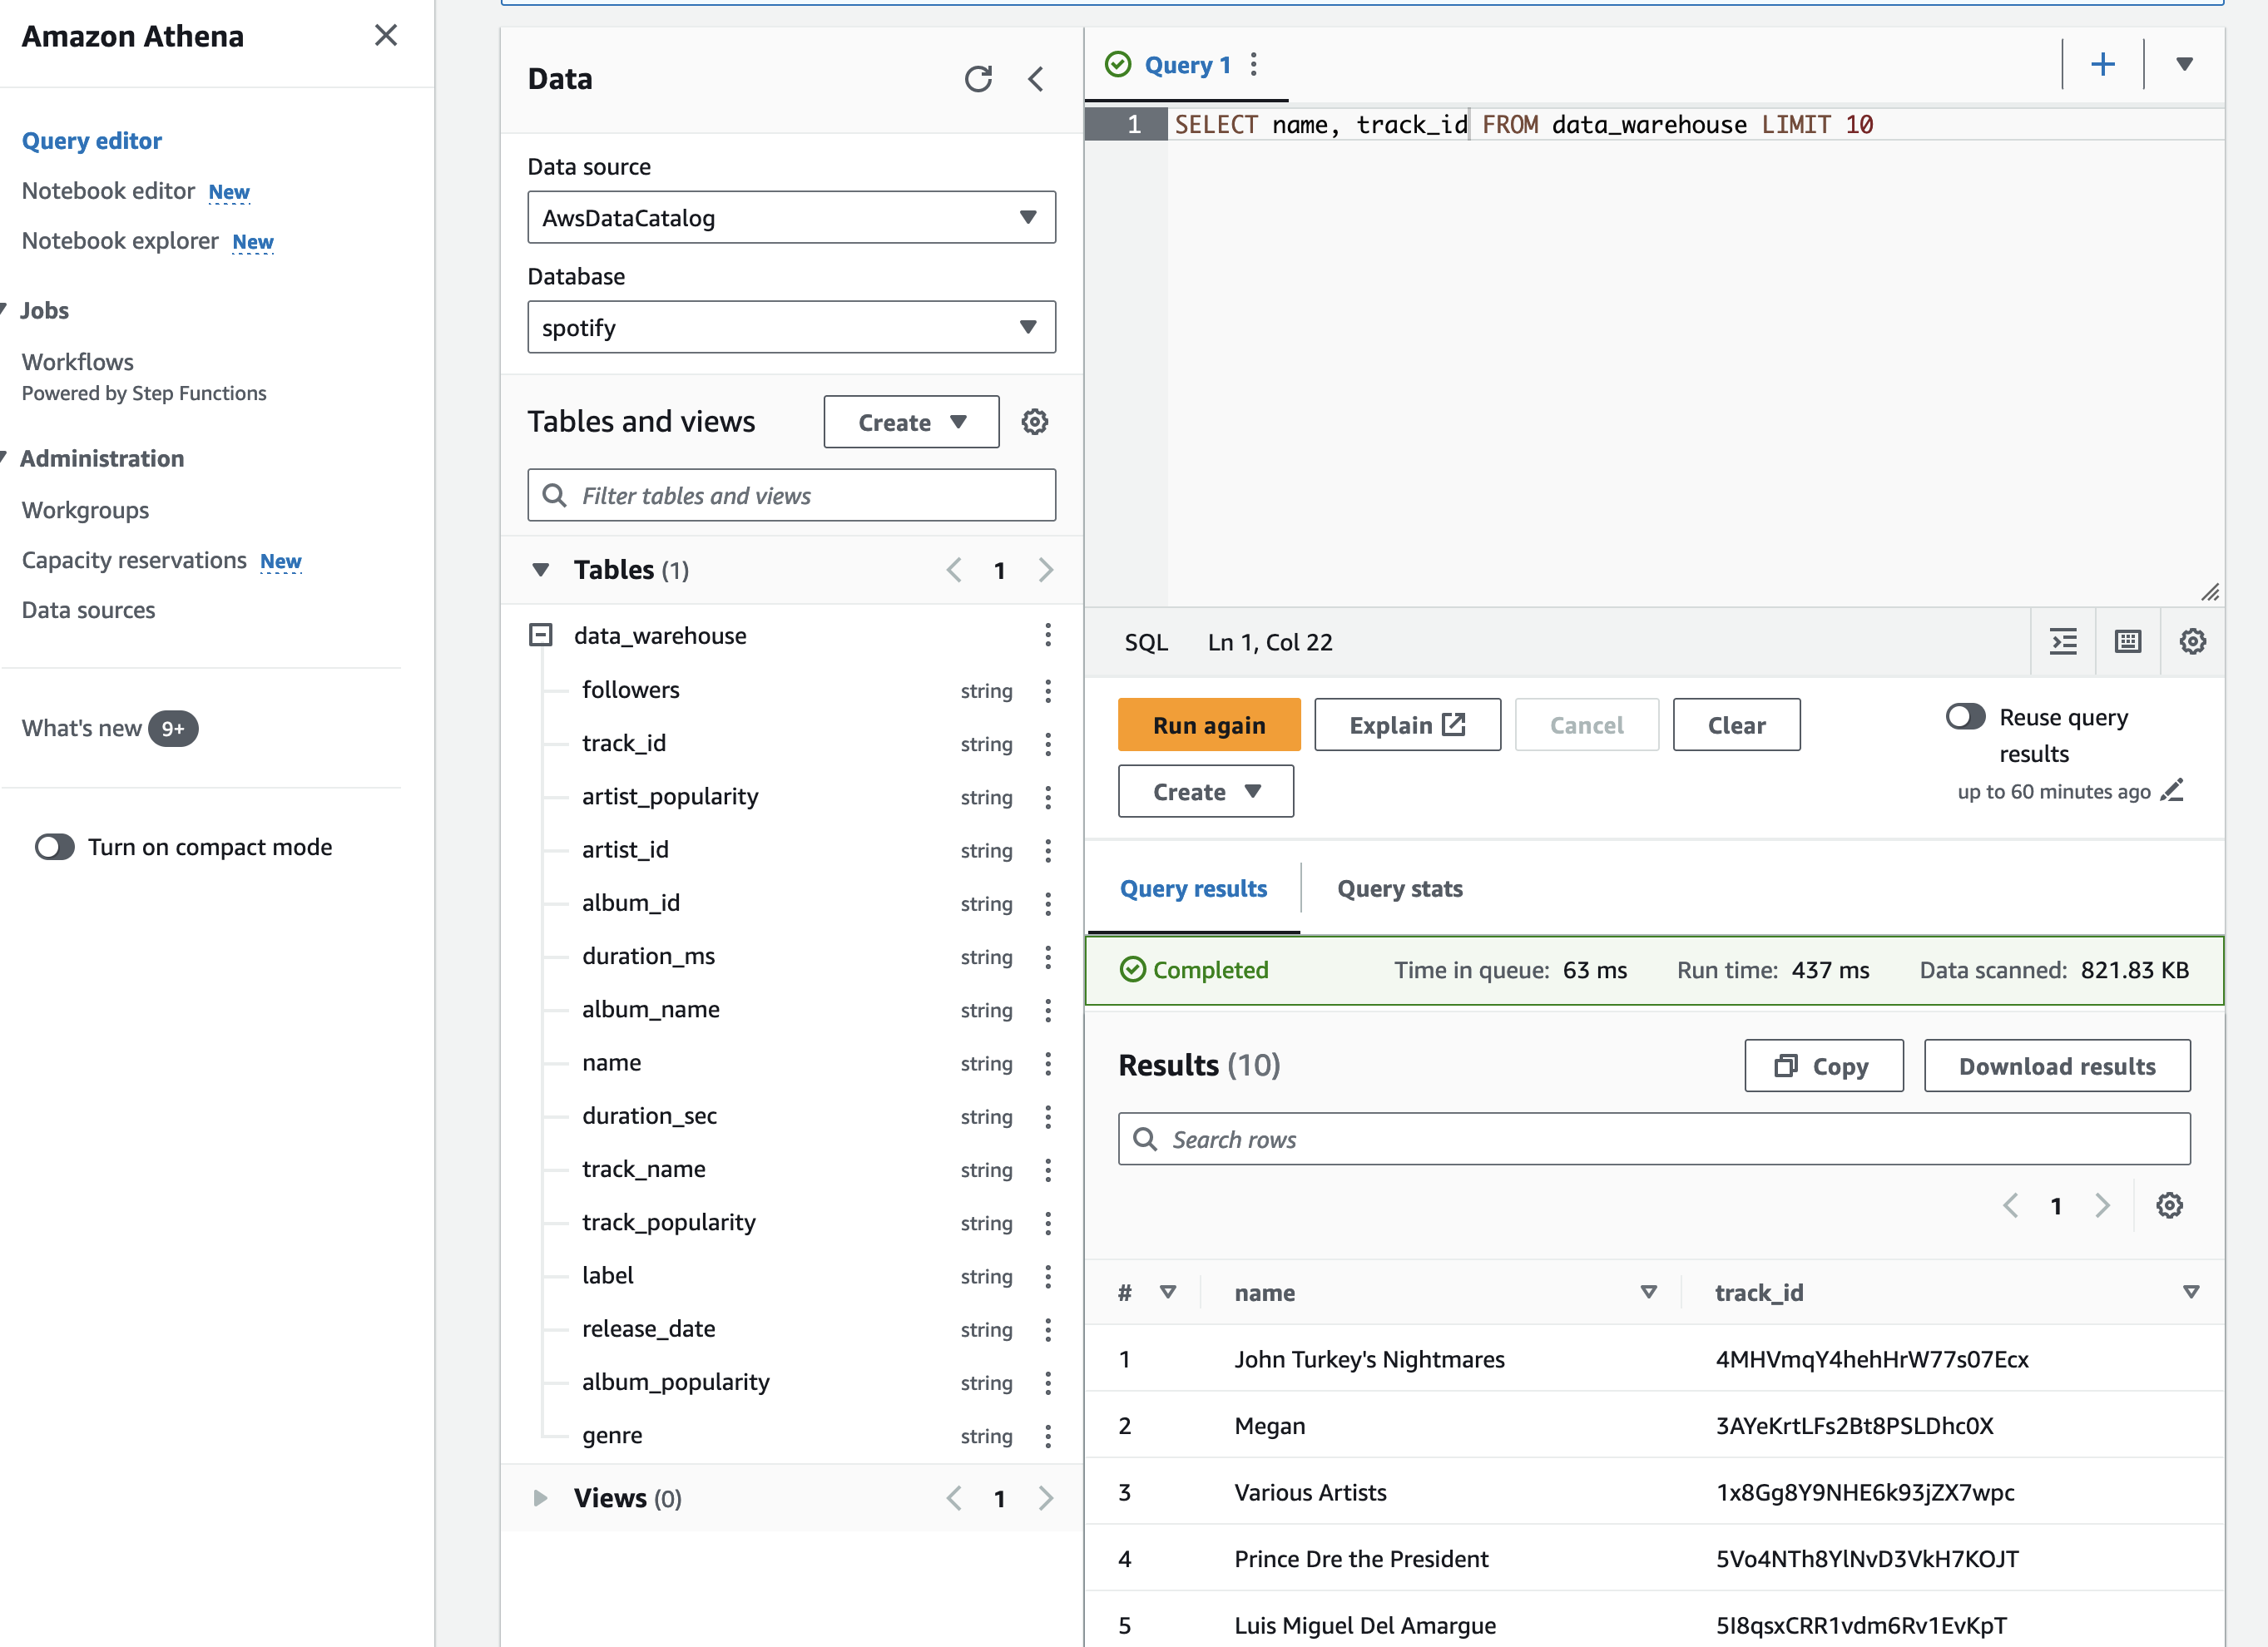 Amazon Athena
Query editor
Notebook editor New
Notebook explorer New
Jobs
Workflows
Powered by Step Functions
Administration
Workgroups
Capacity reservations New
Data sources
What's new 9+
Turn on compact mode
Data
Data source
AwsDataCatalog
Database
spotify
Tables and views
Create
Filter tables and views
Tables (1)
1
data_warehouse
followers string
track_id string
artist_popularity string
artist_id string
album_id string
duration_ms string
album_name string
name string
duration_sec string
track_name string
track_popularity string
label string
release_date string
album_popularity string
genre string
Views (0)
1
Query 1
1 SELECT name, track_id FROM data_warehouse LIMIT 10
SQL Ln 1, Col 22
Run again Explain Cancel Clear
Create
Reuse query
results
up to 60 minutes ago
Query results Query stats
Completed Time in queue: 63 ms Run time: 437 ms Data scanned: 821.83 KB
Results (10)
Copy Download results
Search rows
1
# name track_id
1 John Turkey's Nightmares 4MHVmqY4hehHrW77s07Ecx
2 Megan 3AYeKrtLFs2Bt8PSLDhc0X
3 Various Artists 1x8Gg8Y9NHE6k93jZX7wpc
4 Prince Dre the President 5Vo4NTh8YlNvD3VkH7KOJT
5 Luis Miguel Del Amargue 5I8qsxCRR1vdm6Rv1EvKpT